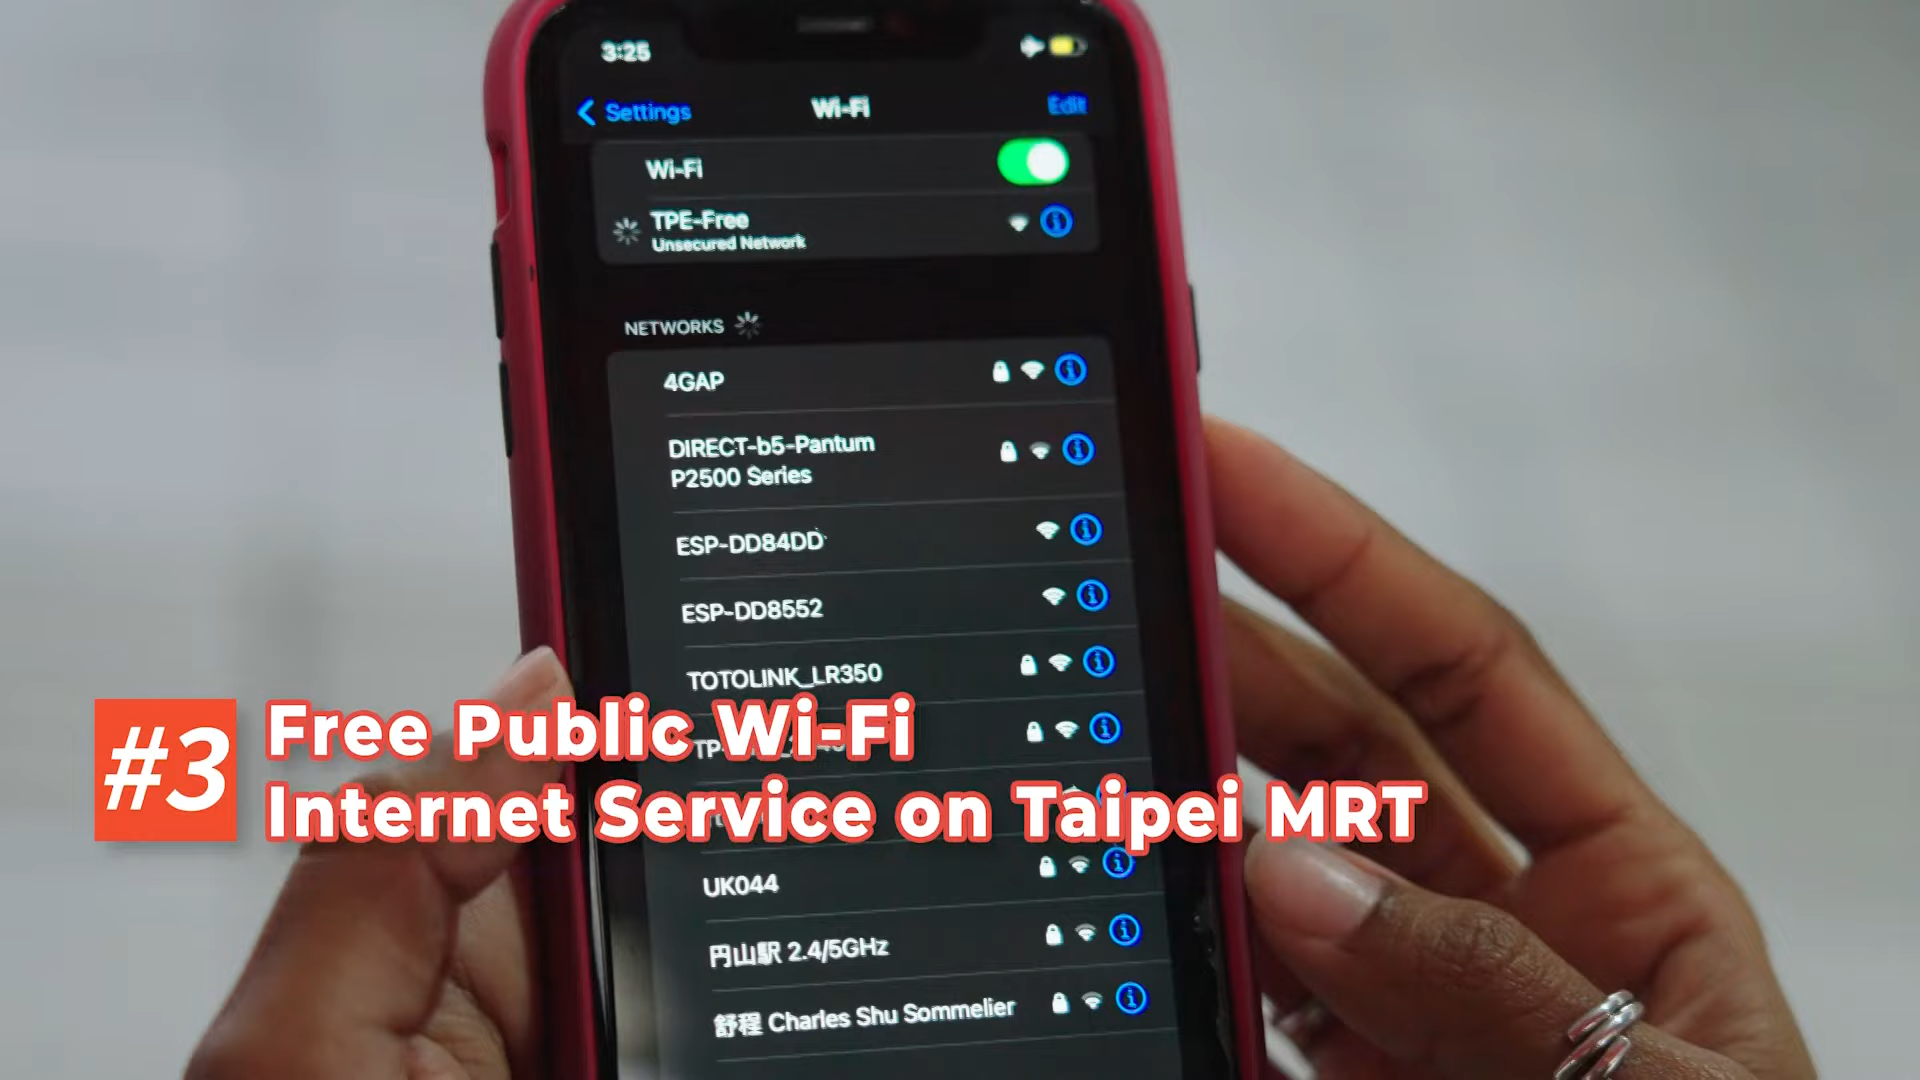 3:25
Settings
Wi-Fi
Edit
Wi-Fi
TPE-Free
Unsecured Network
NETWORKS
4GAP
DIRECT-b5-Pantum
P2500 Series
ESP-DD84DD
ESP-DD8552
TOTOLINK_LR350
#3
Free Public Wi-Fi
Internet Service on Taipei MRT
UK044
円山駅 2.4/5GHz
舒程 Charles Shu Sommelier